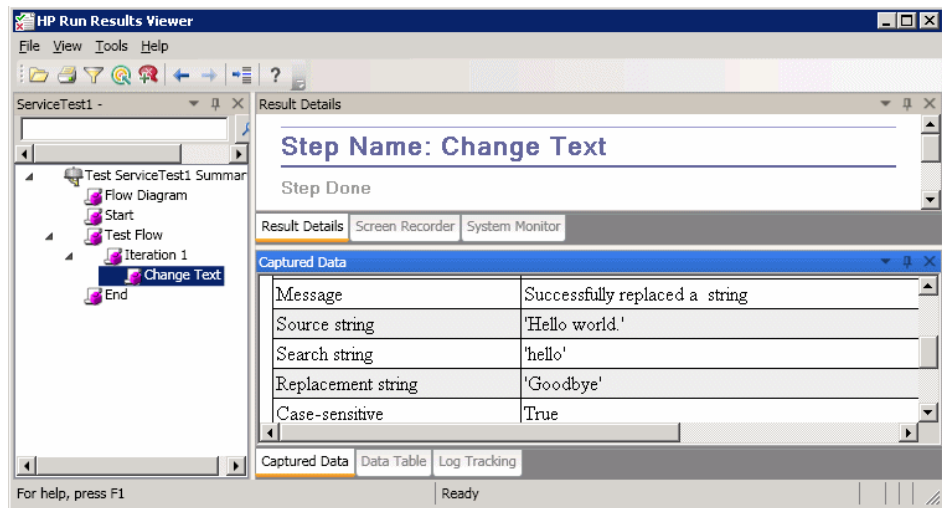 HP Run Results Viewer
File View Tools Help
ServiceTest1 -
Test ServiceTest1 Summar
Flow Diagram
Start
Test Flow
Iteration 1
Change Text
End
Result Details
Step Name: Change Text
Step Done
Result Details Screen Recorder System Monitor
Captured Data
Message Successfully replaced a string
Source string 'Hello world.'
Search string 'hello'
Replacement string 'Goodbye'
Case-sensitive True
Captured Data Data Table Log Tracking
For help, press F1 Ready